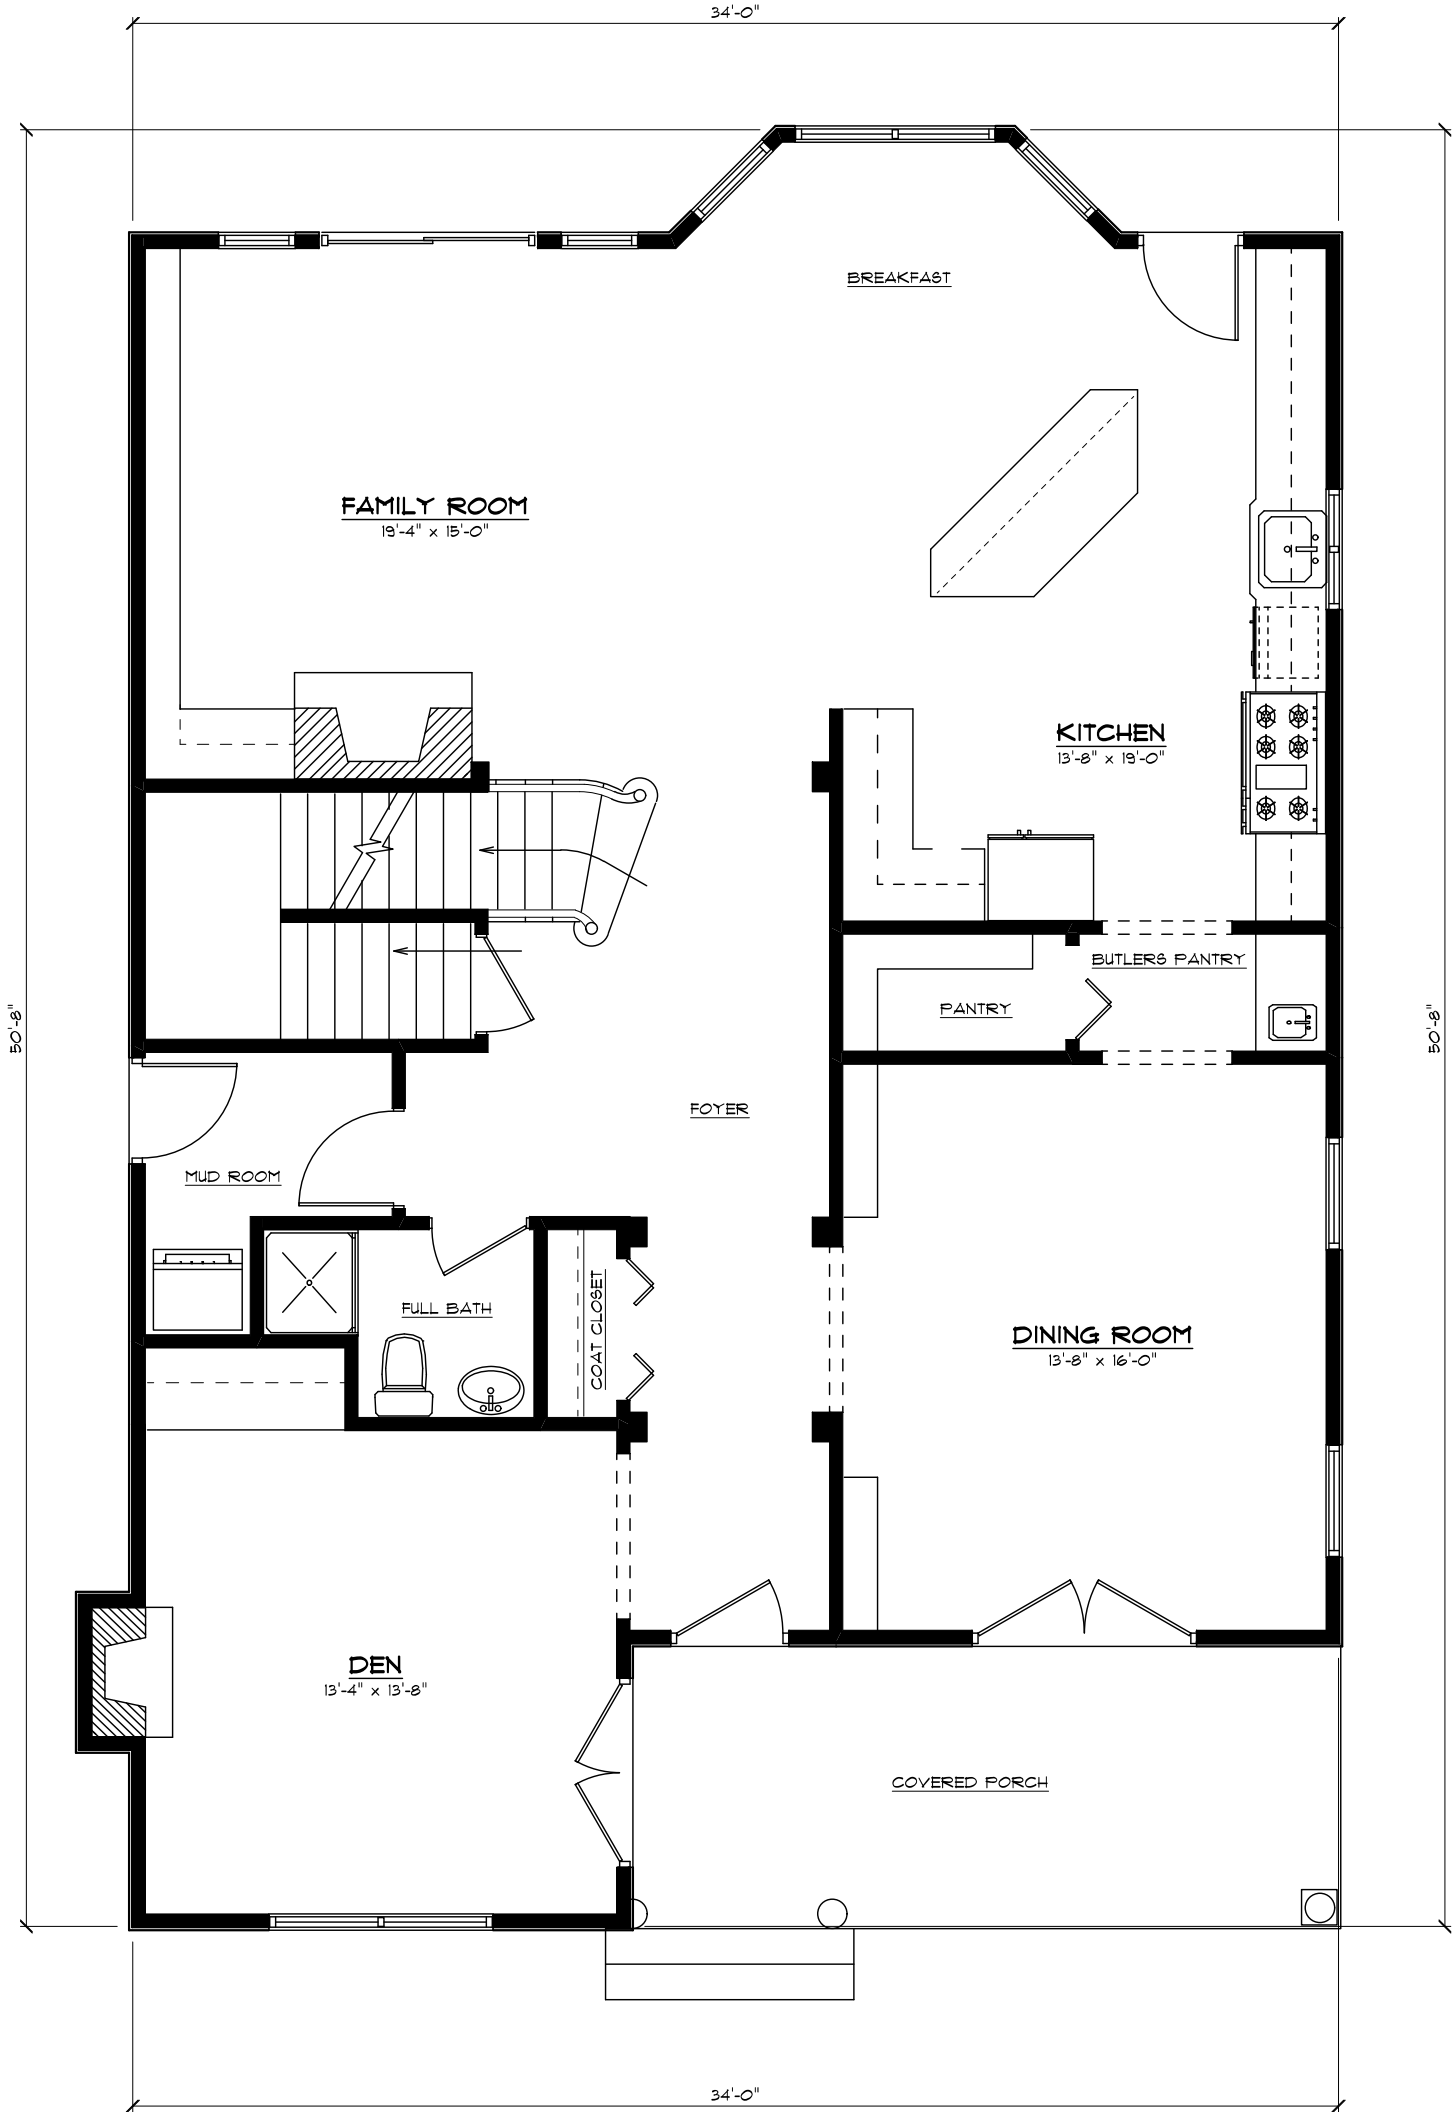 34'-0"
BREAKFAST
FAMILY ROOM
19'-4" x 15'-0"
KITCHEN
13'-8" x 19'-0"
BUTLERS PANTRY
PANTRY
50'-8"
50'-8"
FOYER
MUD ROOM
FULL BATH
COAT CLOSET
DINING ROOM
13'-8" x 16'-0"
DEN
13'-4" x 13'-8"
COVERED PORCH
34'-0"